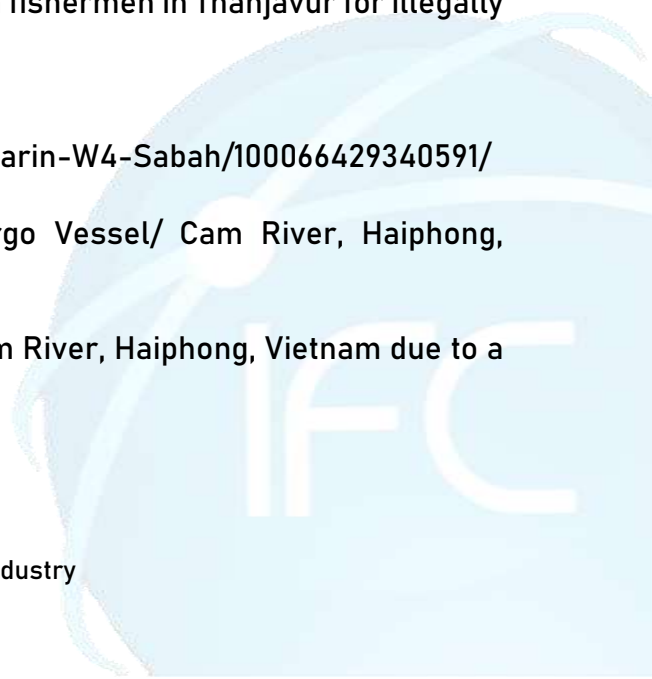 fishermen in Thanjavur for illegally
arin-W4-Sabah/100066429340591/
rgo Vessel/ Cam River, Haiphong,
m River, Haiphong, Vietnam due to a
IFC
dustry